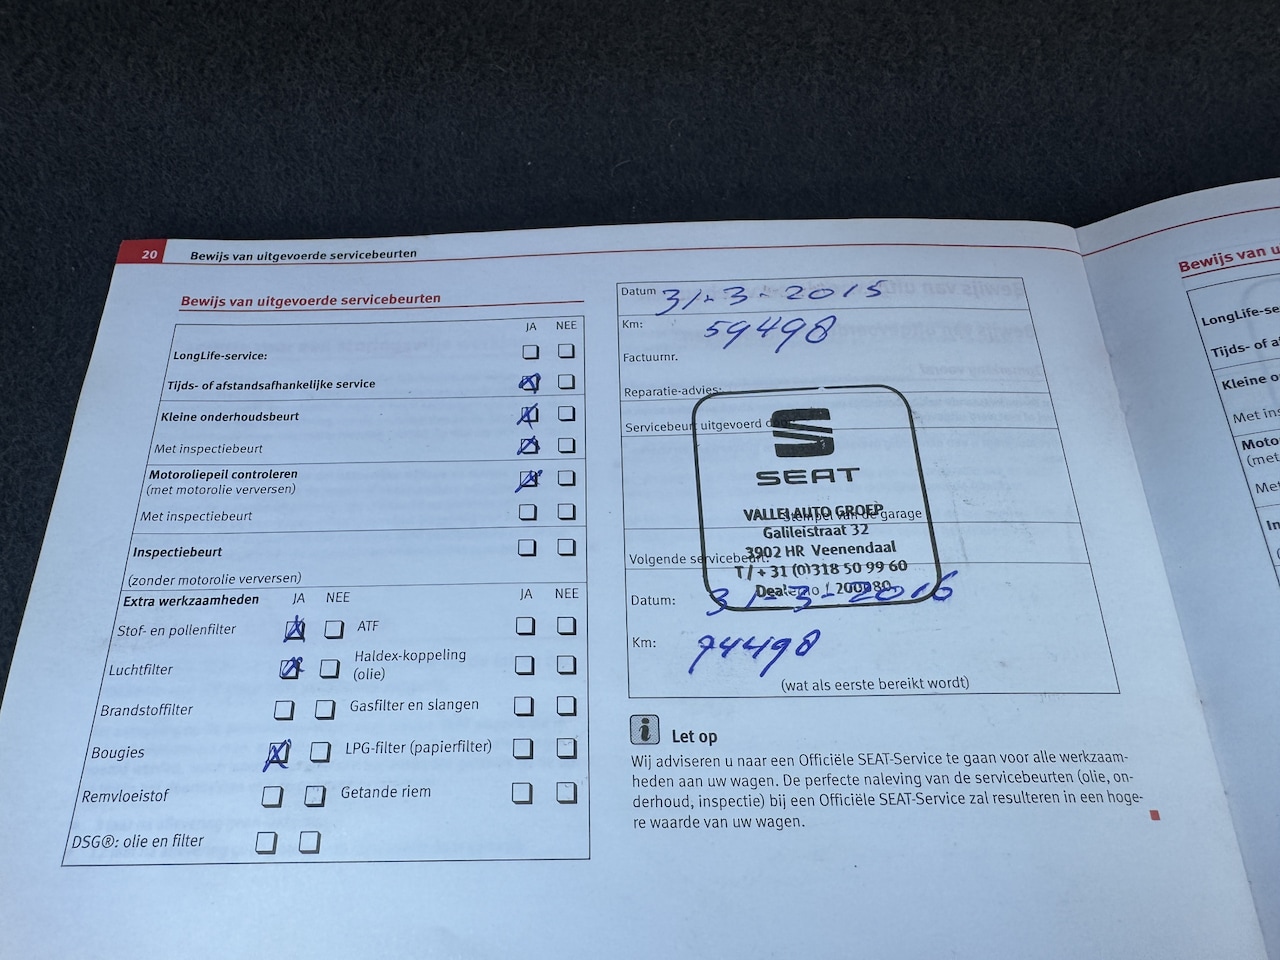 20 Bewijs van uitgevoerde servicebeurten
Bewijs van uitgevoerde servicebeurten
JA NEE
LongLife-service:
Tijds- of afstandsafhankelijke service
Kleine onderhoudsbeurt
Met inspectiebeurt
Motoroliepeil controleren
(met motorolie verversen)
Met inspectiebeurt
Inspectiebeurt
(zonder motorolie verversen)
Extra werkzaamheden JA NEE JA NEE
Stof- en pollenfilter ATF
Luchtfilter Haldex-koppeling
(olie)
Brandstoffilter Gasfilter en slangen
Bougies LPG-filter (papierfilter)
Remvloeistof Getande riem
DSG®: olie en filter
Datum 31-3-2015
Km: 59498
Factuurnr.
Reparatie-advies:
Servicebeurt uitgevoerd door:
SEAT
VALLEI AUTO GROEP
Stempel van de garage
Galileistraat 32
3902 HR Veenendaal
Volgende servicebeurt:
T/+31 (0)318 50 99 60
Datum: 31-3-2016
Km: 74498
(wat als eerste bereikt wordt)
i Let op
Wij adviseren u naar een Officiële SEAT-Service te gaan voor alle werkzaam-
heden aan uw wagen. De perfecte naleving van de servicebeurten (olie, on-
derhoud, inspectie) bij een Officiële SEAT-Service zal resulteren in een hoge-
re waarde van uw wagen.
Bewijs van
LongLife-se
Tijds- of af
Kleine o
Met ins
Moto
(met
Met
In